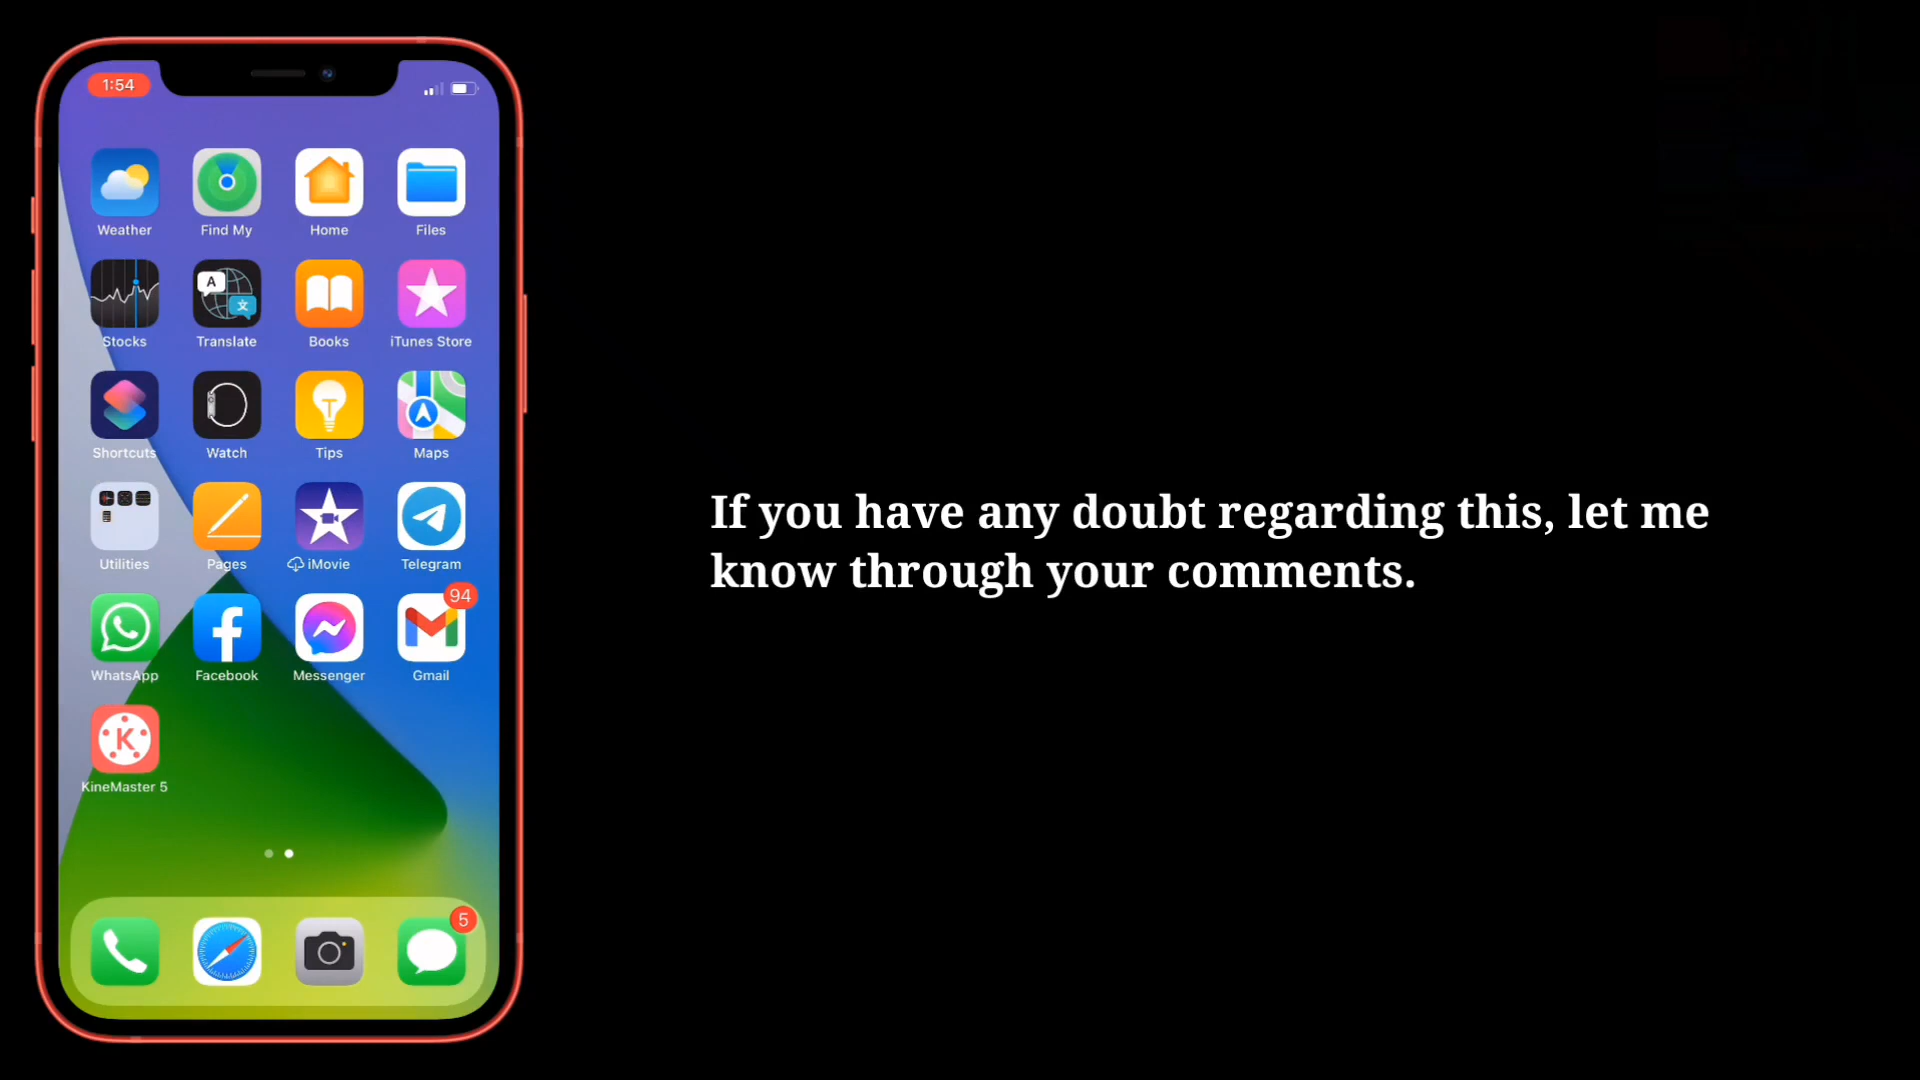 1:54
Weather Find My Home Files
A 文
Stocks Translate Books iTunes Store
T
Shortcuts Watch Tips Maps
Utilities Pages iMovie Telegram
94
WhatsApp Facebook Messenger Gmail
K
KineMaster 5
5
If you have any doubt regarding this, let me
know through your comments.